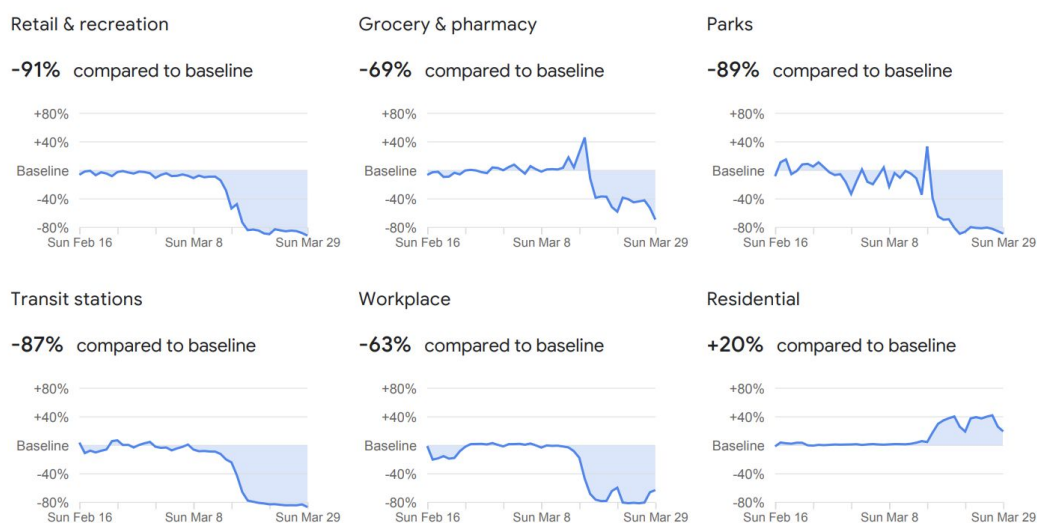 Retail & recreation
-91% compared to baseline
+80%
+40%
Baseline
-40%
-80%
Sun Feb 16
Sun Mar 8
Sun Mar 29
Grocery & pharmacy
-69% compared to baseline
+80%
+40%
Baseline
-40%
-80%
Sun Feb 16
Sun Mar 8
Sun Mar 29
Parks
-89% compared to baseline
+80%
+40%
Baseline
-40%
-80%
Sun Feb 16
Sun Mar 8
Sun Mar 29
Transit stations
-87% compared to baseline
+80%
+40%
Baseline
-40%
-80%
Sun Feb 16
Sun Mar 8
Sun Mar 29
Workplace
-63% compared to baseline
+80%
+40%
Baseline
-40%
-80%
Sun Feb 16
Sun Mar 8
Sun Mar 29
Residential
+20% compared to baseline
+80%
+40%
Baseline
-40%
-80%
Sun Feb 16
Sun Mar 8
Sun Mar 29